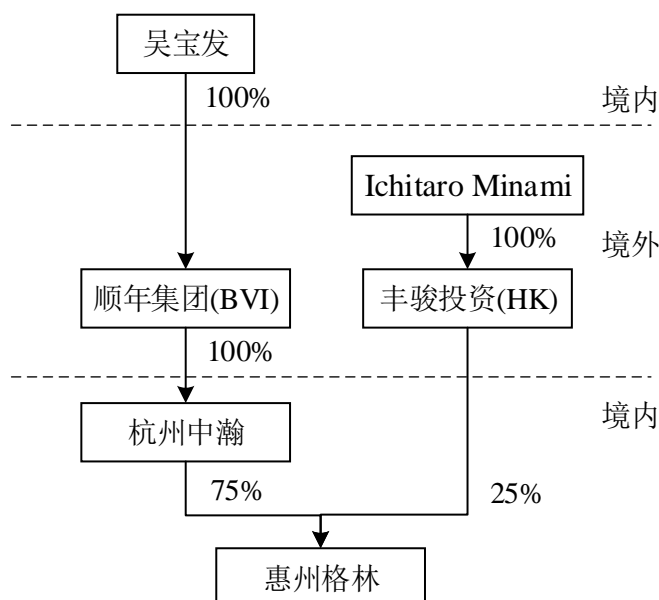 吴宝发
100%
境内
Ichitaro Minami
100%
境外
顺年集团(BVI)
丰骏投资(HK)
100%
杭州中瀚
境内
75%
25%
惠州格林